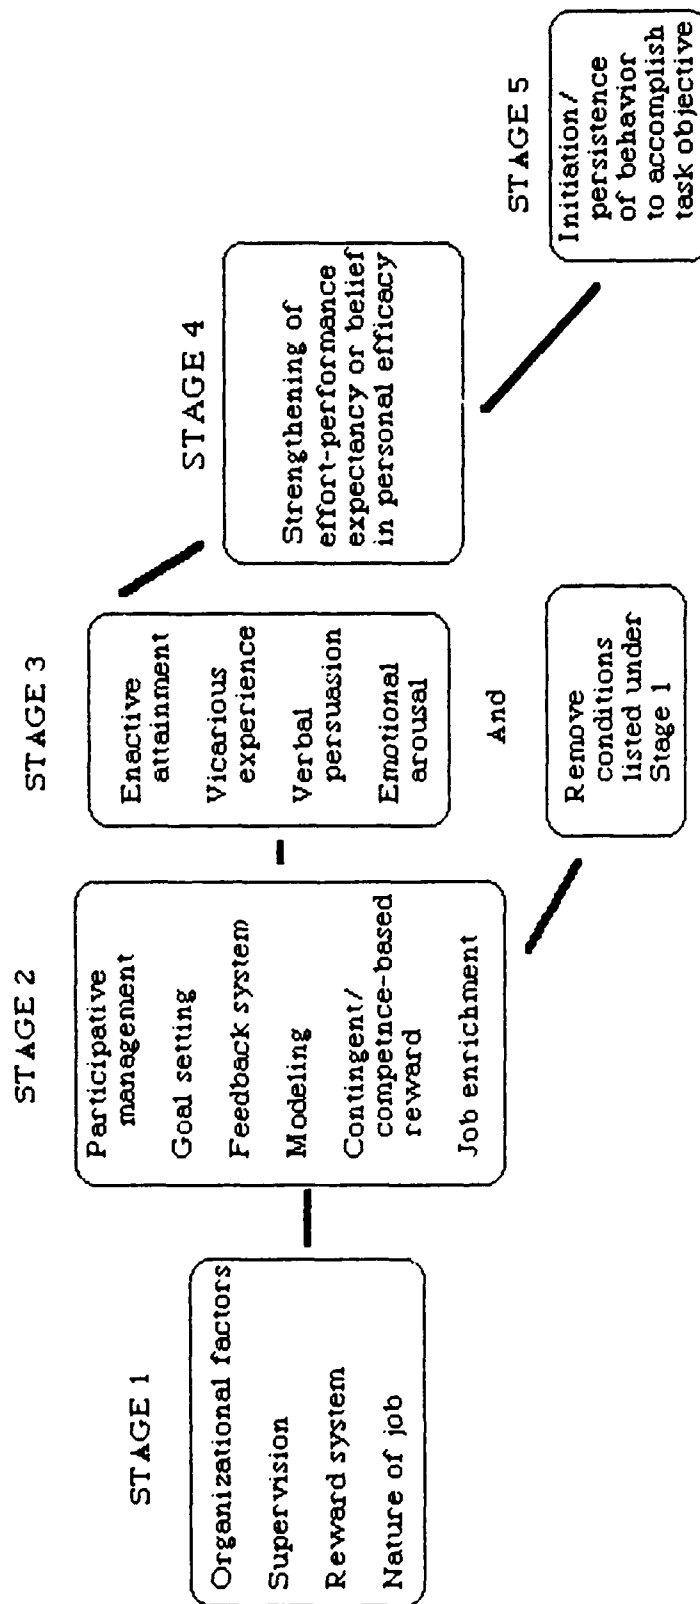 STAGE 1
Organizational factors
Supervision
Reward system
Nature of job
STAGE 2
Participative
management
Goal setting
Feedback system
Modeling
Contingent/
competnce-based
reward
Job enrichment
STAGE 3
Enactive
attainment
Vicarious
experience
Verbal
persuasion
Emotional
arousal
And
Remove
conditions
listed under
Stage 1
STAGE 4
Strengthening of
effort-performance
expectancy or belief
in personal efficacy
STAGE 5
Initiation/
persistence
of behavior
to accomplish
task objective